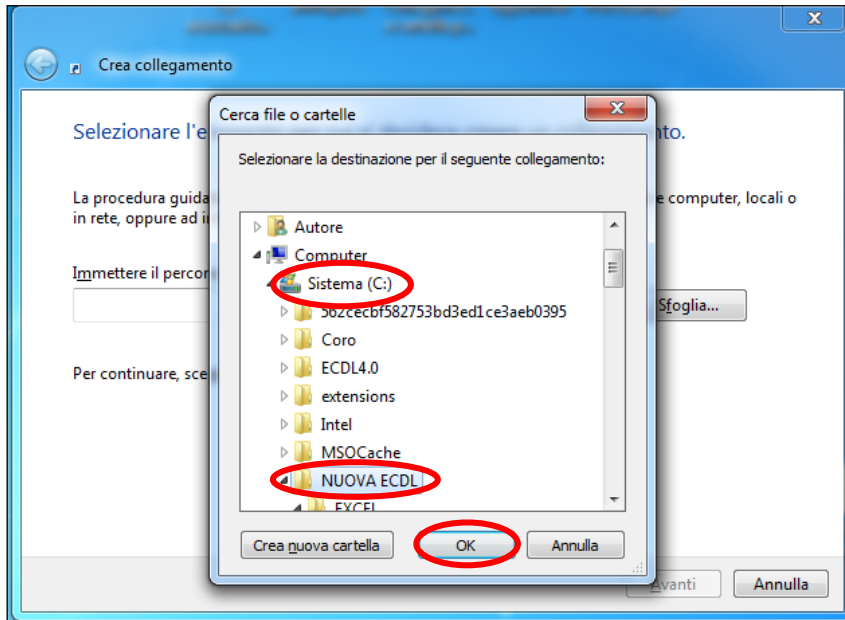 Crea collegamento
Selezionare l'e
nto.
La procedura guida
e computer, locali o
in rete, oppure ad i
Immettere il percor
Sfoglia...
Per continuare, sce
Avanti
Annulla
Cerca file o cartelle
Selezionare la destinazione per il seguente collegamento:
Autore
Computer
Sistema (C:)
562cecbf582753bd3ed1ce3aeb0395
Coro
ECDL4.0
extensions
Intel
MSOCache
NUOVA ECDL
EXCEL
Crea nuova cartella
OK
Annulla